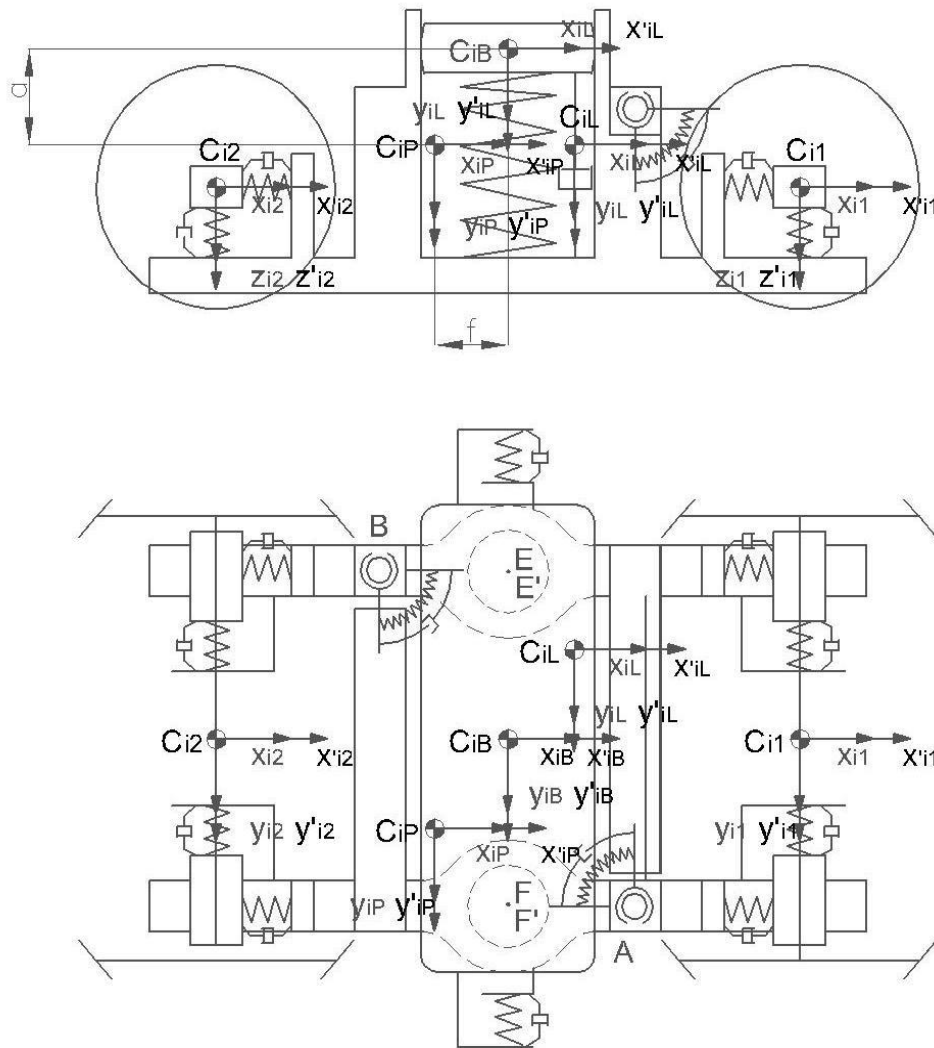 xiL x'iL
CiB
a
yiL y'iL
CiP CiL
Ci2 Ci1
xiP x'iP xiL x'iL
xi2 x'i2 xi1 x'i1
yiP y'iP yiL y'iL
zi2 z'i2 zi1 z'i1
f
B
E
E'
CiL xiL x'iL
yiL y'iL
Ci2 xi2 x'i2 CiB xiB x'iB Ci1 xi1 x'i1
yiB y'iB
yi2 y'i2 CiP yi1 y'i1
xiP x'iP
yiP y'iP F
F'
A